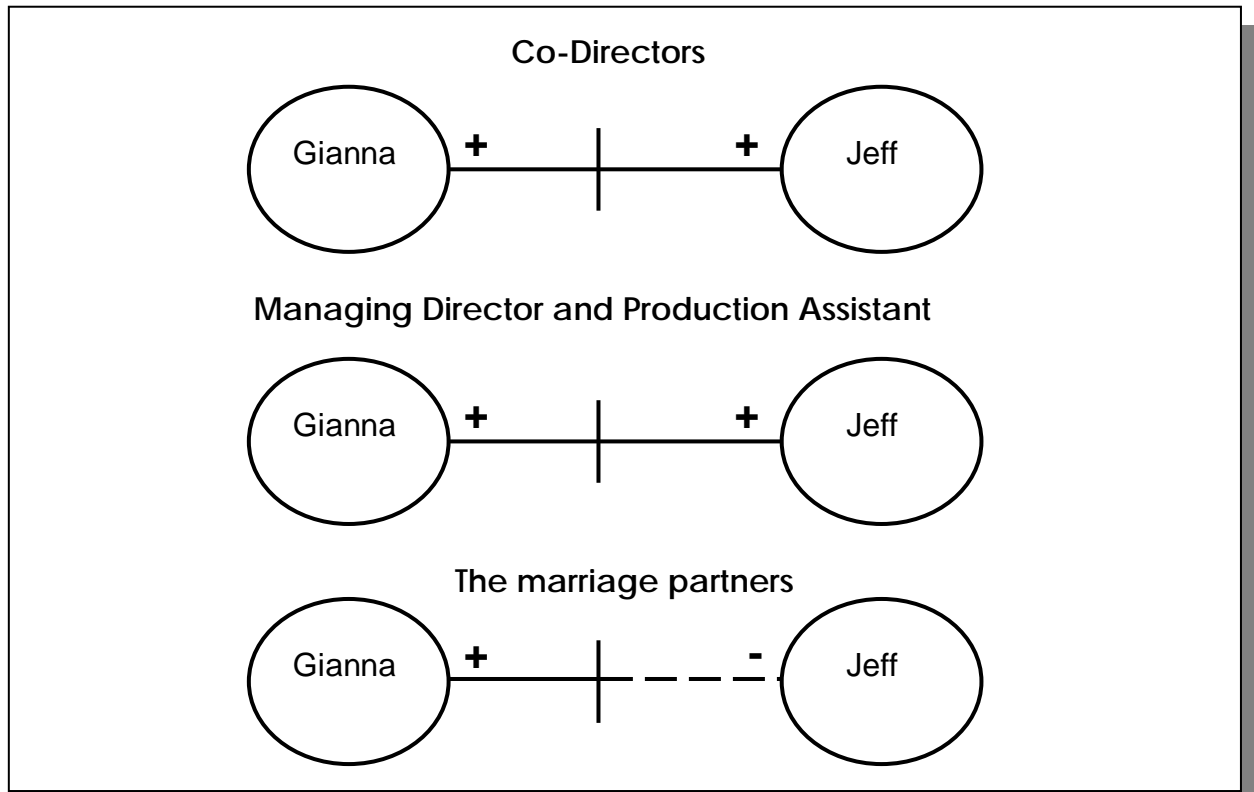 Co-Directors
Gianna + + Jeff
Managing Director and Production Assistant
Gianna + + Jeff
The marriage partners
Gianna + - Jeff